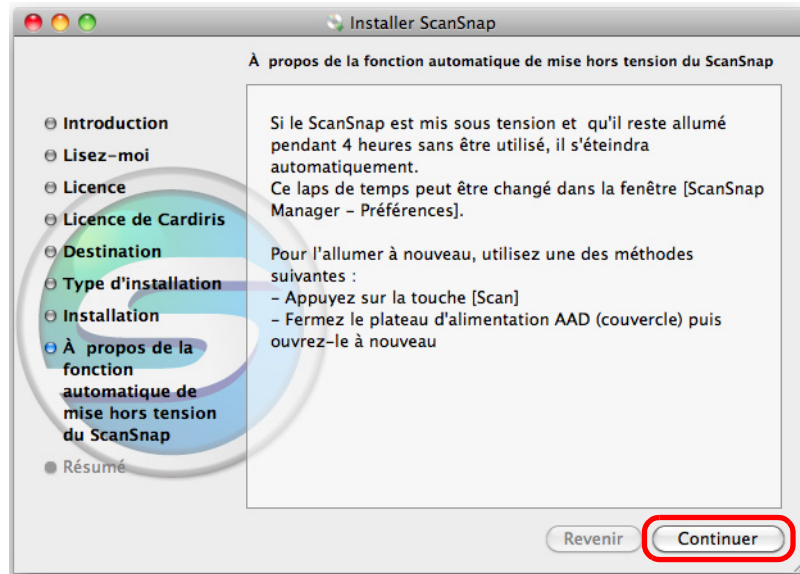 Installer ScanSnap
À propos de la fonction automatique de mise hors tension du ScanSnap
Introduction
Lisez-moi
Licence
Licence de Cardiris
Destination
Type d'installation
Installation
À propos de la
fonction
automatique de
mise hors tension
du ScanSnap
Résumé
Si le ScanSnap est mis sous tension et qu'il reste allumé
pendant 4 heures sans être utilisé, il s'éteindra
automatiquement.
Ce laps de temps peut être changé dans la fenêtre [ScanSnap
Manager – Préférences].
Pour l'allumer à nouveau, utilisez une des méthodes
suivantes :
– Appuyez sur la touche [Scan]
– Fermez le plateau d'alimentation AAD (couvercle) puis
ouvrez-le à nouveau
Revenir
Continuer